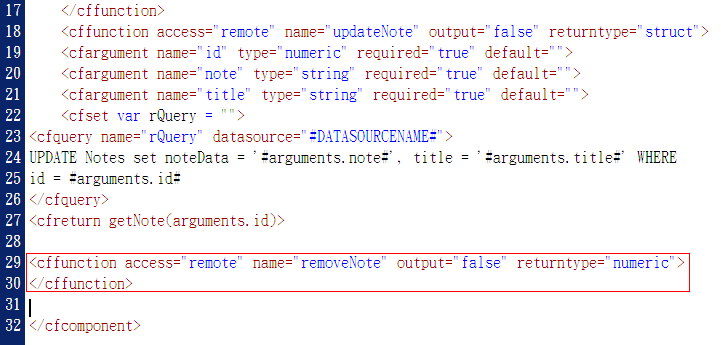 17 </cffunction>
18 <cffunction access="remote" name="updateNote" output="false" returntype="struct">
19 <cfargument name="id" type="numeric" required="true" default="">
20 <cfargument name="note" type="string" required="true" default="">
21 <cfargument name="title" type="string" required="true" default="">
22 <cfset var rQuery = "">
23 <cfquery name="rQuery" datasource="#DATASOURCENAME#">
24 UPDATE Notes set noteData = '#arguments.note#', title = '#arguments.title#' WHERE
25 id = #arguments.id#
26 </cfquery>
27 <cfreturn getNote(arguments.id)>
28
29 <cffunction access="remote" name="removeNote" output="false" returntype="numeric">
30 </cffunction>
31
32 </cfcomponent>